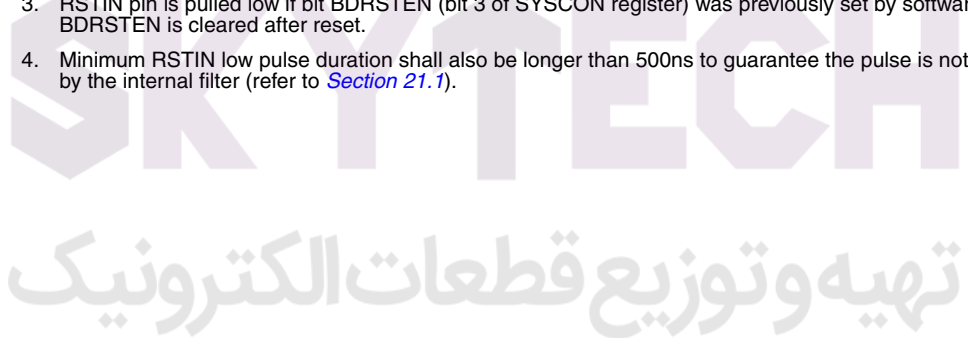 3. RSTIN pin is pulled low if bit BDRSTEN (bit 3 of SYSCON register) was previously set by softwar
BDRSTEN is cleared after reset.
4. Minimum RSTIN low pulse duration shall also be longer than 500ns to guarantee the pulse is not
by the internal filter (refer to Section 21.1).
SKYTECH
تهیه و توزیع قطعات الکترونیک